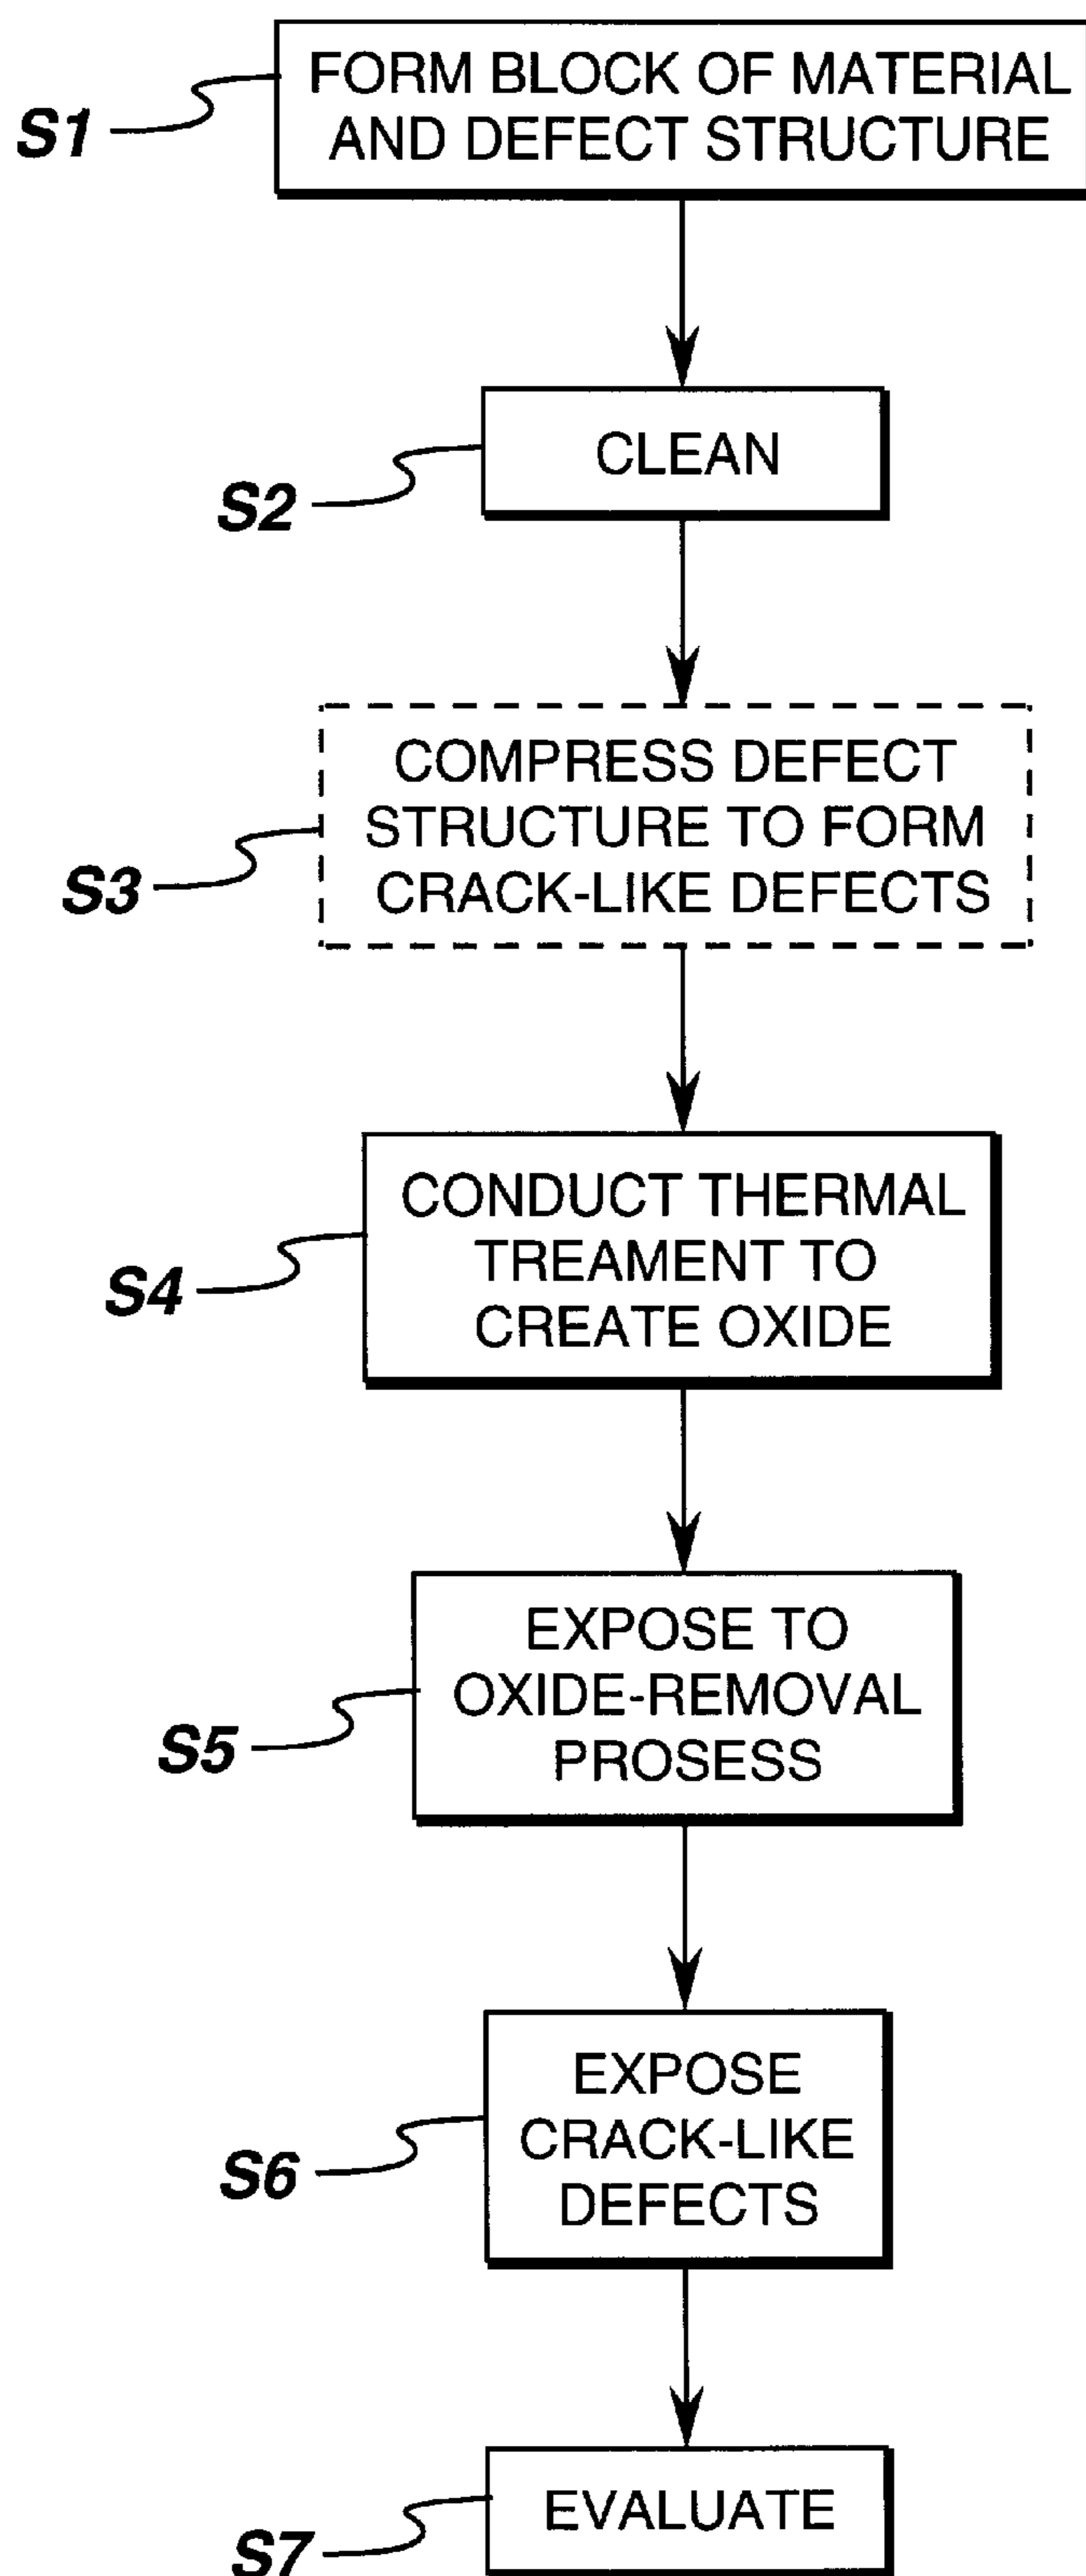 S1
FORM BLOCK OF MATERIAL
AND DEFECT STRUCTURE
S2
CLEAN
S3
COMPRESS DEFECT
STRUCTURE TO FORM
CRACK-LIKE DEFECTS
S4
CONDUCT THERMAL
TREAMENT TO
CREATE OXIDE
S5
EXPOSE TO
OXIDE-REMOVAL
PROSESS
S6
EXPOSE
CRACK-LIKE
DEFECTS
S7
EVALUATE